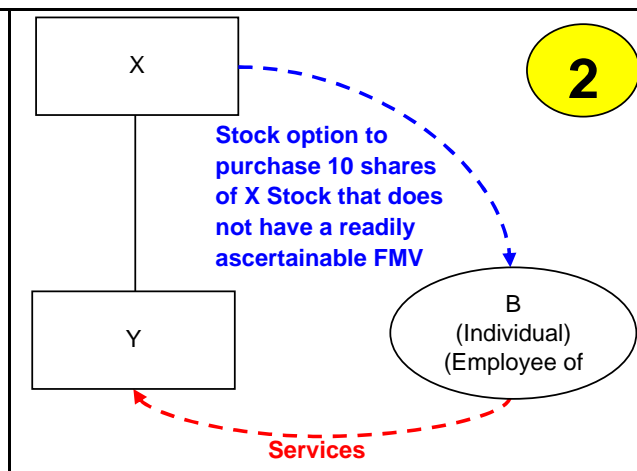 X
2
Stock option to
purchase 10 shares
of X Stock that does
not have a readily
ascertainable FMV
Y
B
(Individual)
(Employee of
Services